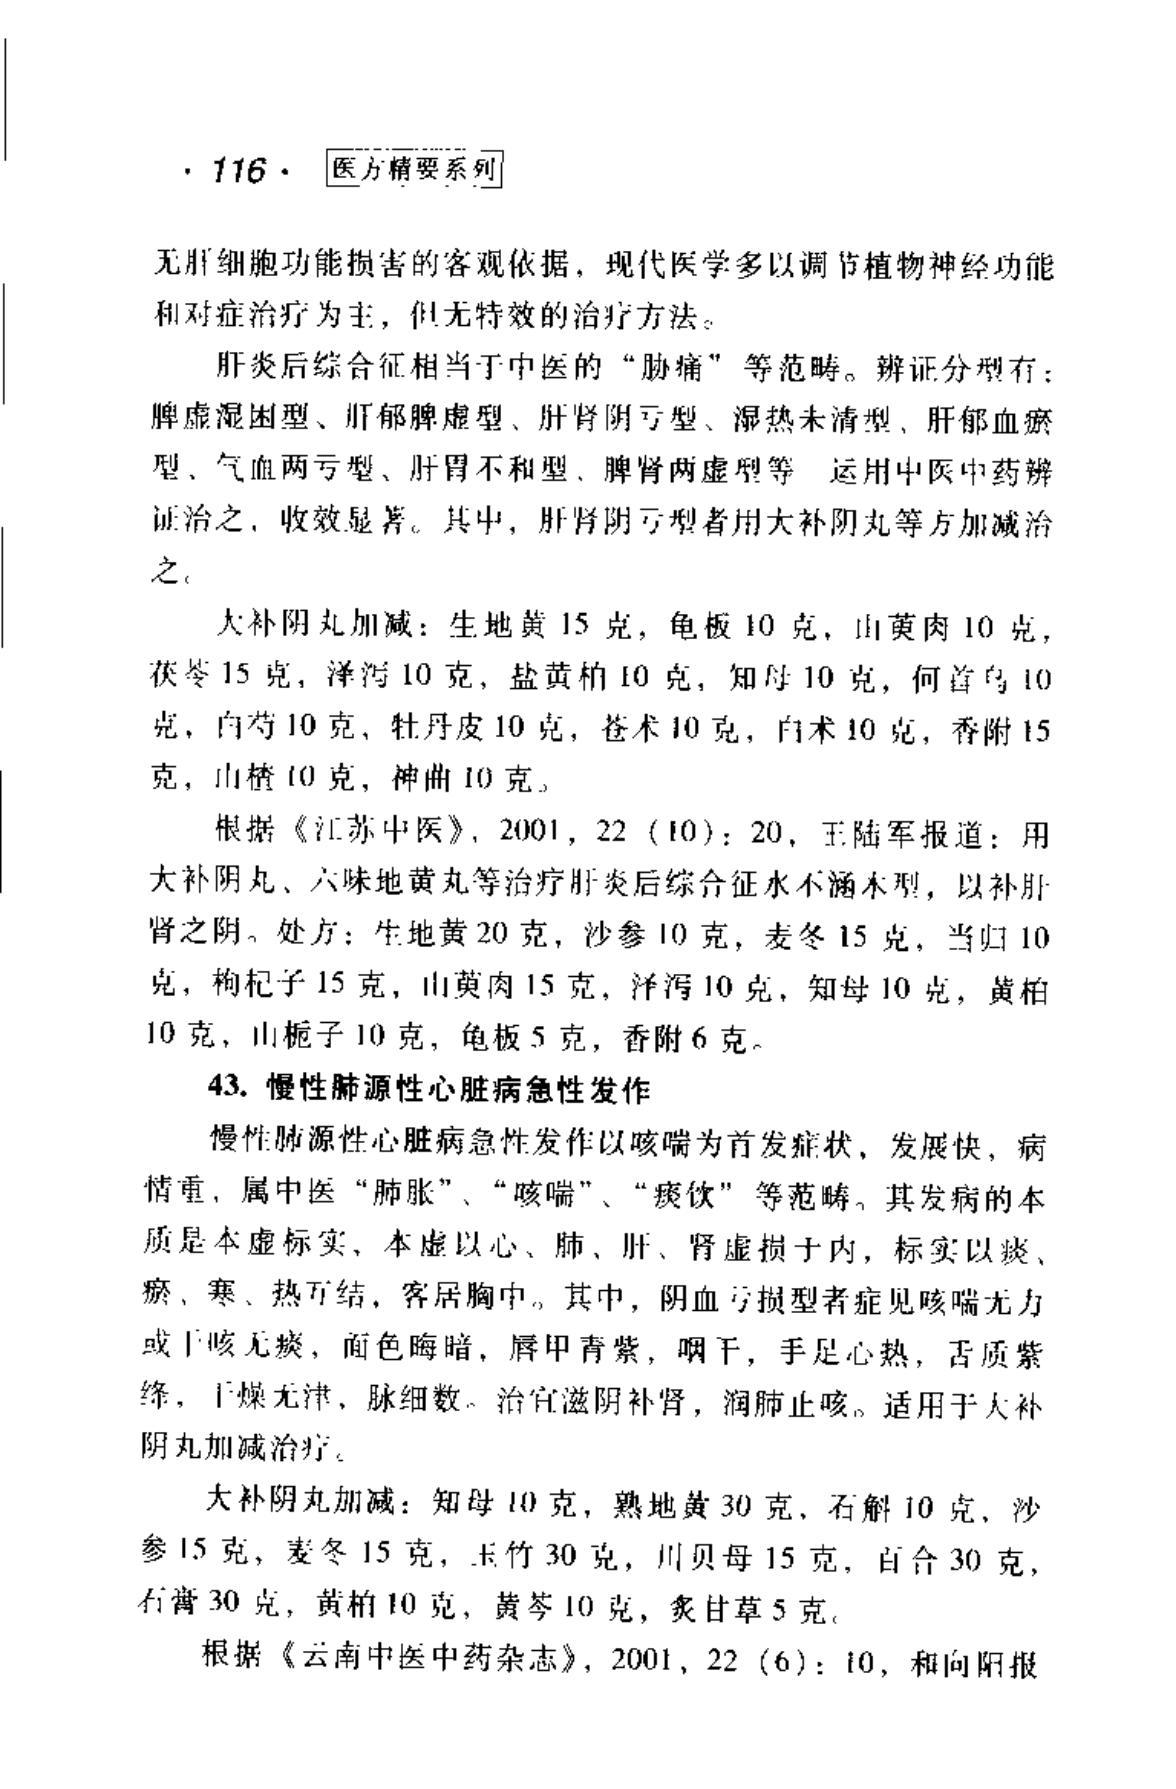 · 116 · 医方精要系列
无肝细胞功能损害的客观依据，现代医学多以调节植物神经功能
和对症治疗为主，但无特效的治疗方法。
肝炎后综合征相当于中医的“胁痛”等范畴。辨证分型有：
脾虚湿困型、肝郁脾虚型、肝肾阴亏型、湿热未清型、肝郁血瘀
型、气血两亏型、肝胃不和型、脾肾两虚型等 运用中医中药辨
证治之，收效显著。其中，肝肾阴亏型者用大补阴丸等方加减治
之。
大补阴丸加减：生地黄 15 克，龟板 10 克，山萸肉 10 克，
茯苓 15 克，泽泻 10 克，盐黄柏 10 克，知母 10 克，何首乌 10
克，白芍 10 克，牡丹皮 10 克，苍术 10 克，白术 10 克，香附 15
克，山楂 10 克，神曲 10 克。
根据《江苏中医》，2001，22（10）：20，王陆军报道：用
大补阴丸、六味地黄丸等治疗肝炎后综合征水不涵木型，以补肝
肾之阴。处方：生地黄 20 克，沙参 10 克，麦冬 15 克，当归 10
克，枸杞子 15 克，山萸肉 15 克，泽泻 10 克，知母 10 克，黄柏
10 克，山栀子 10 克，龟板 5 克，香附 6 克。
43. 慢性肺源性心脏病急性发作
慢性肺源性心脏病急性发作以咳喘为首发症状，发展快，病
情重，属中医“肺胀”、“咳喘”、“痰饮”等范畴。其发病的本
质是本虚标实，本虚以心、肺、肝、肾虚损于内，标实以痰、
瘀、寒、热互结，客居胸中。其中，阴血亏损型者症见咳喘无力
或干咳无痰，面色晦暗，唇甲青紫，咽干，手足心热，舌质紫
绛，干燥无津，脉细数。治宜滋阴补肾，润肺止咳。适用于大补
阴丸加减治疗。
大补阴丸加减：知母 10 克，熟地黄 30 克，石斛 10 克，沙
参 15 克，麦冬 15 克，玉竹 30 克，川贝母 15 克，百合 30 克，
石膏 30 克，黄柏 10 克，黄芩 10 克，炙甘草 5 克。
根据《云南中医中药杂志》，2001，22（6）：10，和向阳报